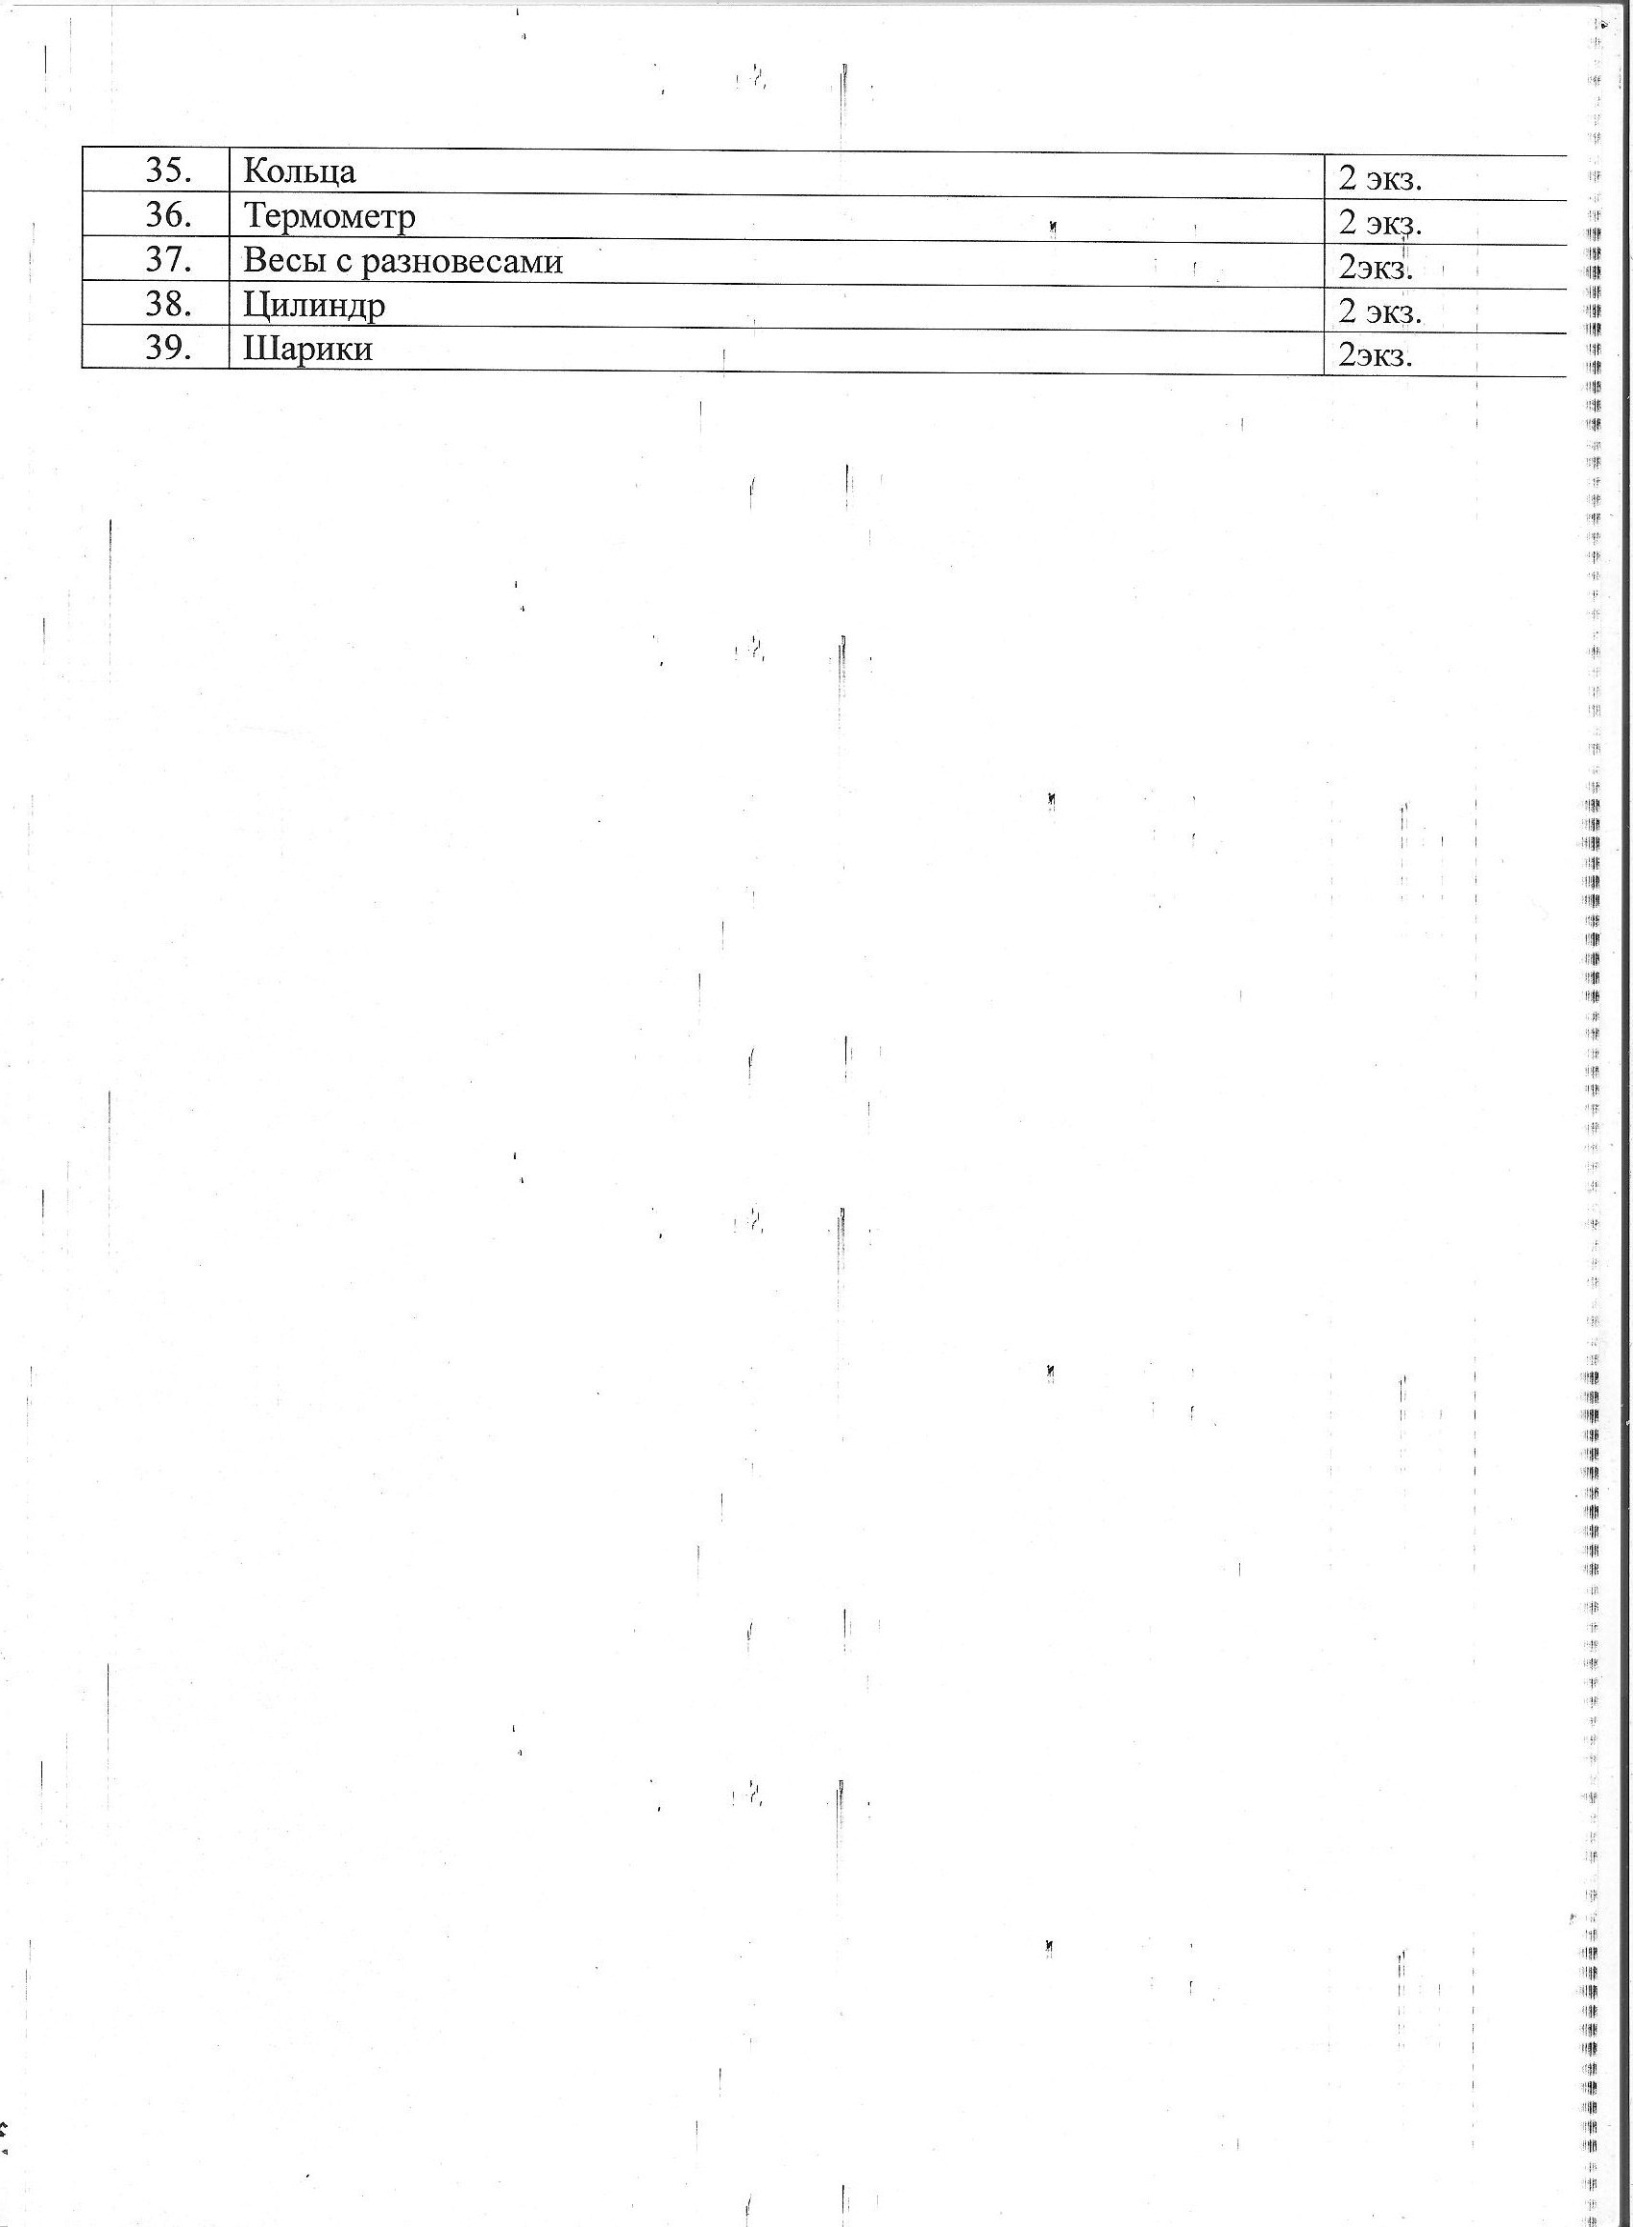 35. Кольца 2 экз.
36. Термометр 2 экз.
37. Весы с разновесами 2экз.
38. Цилиндр 2 экз.
39. Шарики 2экз.